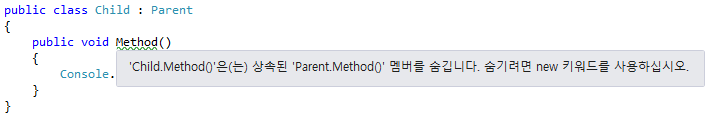 public class Child : Parent
{
public void Method()
{
'Child.Method()'은(는) 상속된 'Parent.Method()' 멤버를 숨깁니다. 숨기려면 new 키워드를 사용하십시오.
Console.
}
}